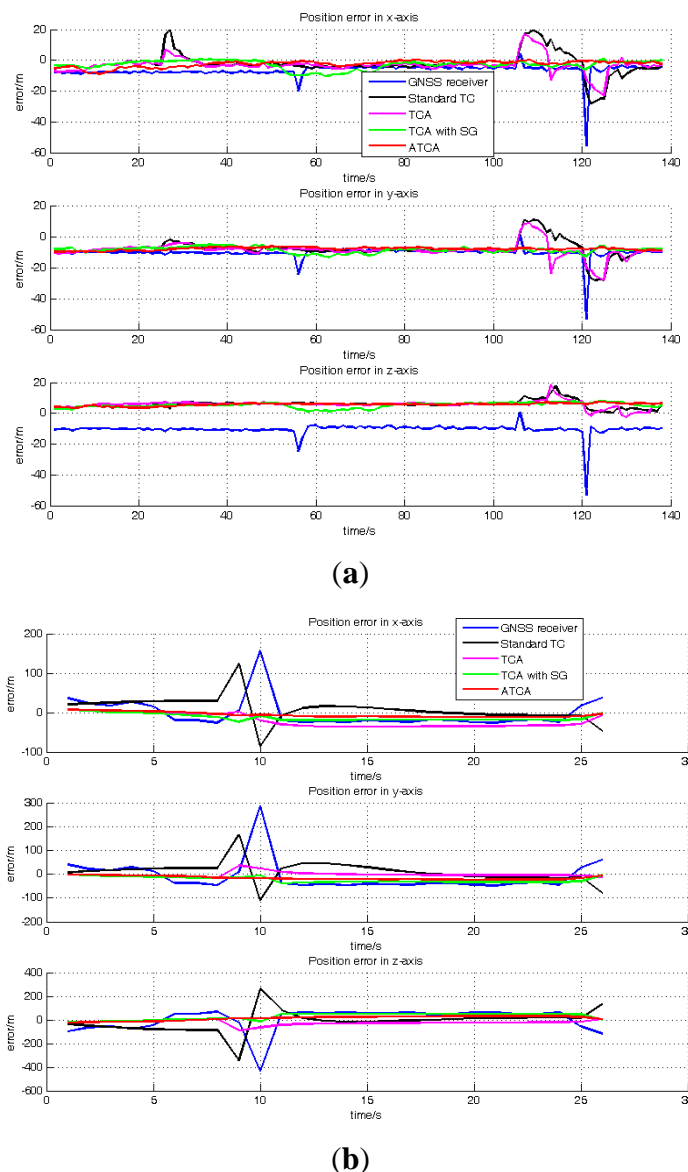 Position error in x-axis
20
0
-20
-40
-60
error/m
GNSS receiver
Standard TC
TCA
TCA with SG
ATCA
0 20 40 60 80 100 120 140
time/s
Position error in y-axis
20
0
-20
-40
-60
error/m
0 20 40 60 80 100 120 140
time/s
Position error in z-axis
20
0
-20
-40
-60
error/m
0 20 40 60 80 100 120 140
time/s
(a)
Position error in x-axis
200
100
0
-100
error/m
GNSS receiver
Standard TC
TCA
TCA with SG
ATCA
0 5 10 15 20 25
time/s
Position error in y-axis
300
200
100
0
-100
-200
error/m
0 5 10 15 20 25
time/s
Position error in z-axis
400
200
0
-200
-400
-600
error/m
0 5 10 15 20 25
time/s
(b)